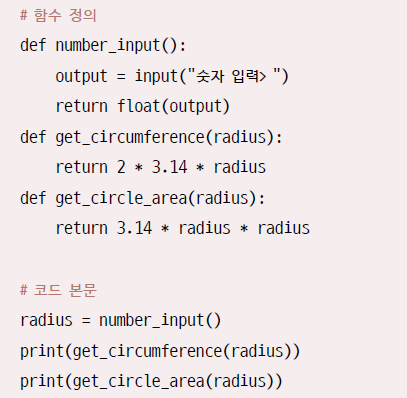 # 함수 정의
def number_input():
    output = input("숫자 입력> ")
    return float(output)
def get_circumference(radius):
    return 2 * 3.14 * radius
def get_circle_area(radius):
    return 3.14 * radius * radius

# 코드 본문
radius = number_input()
print(get_circumference(radius))
print(get_circle_area(radius))